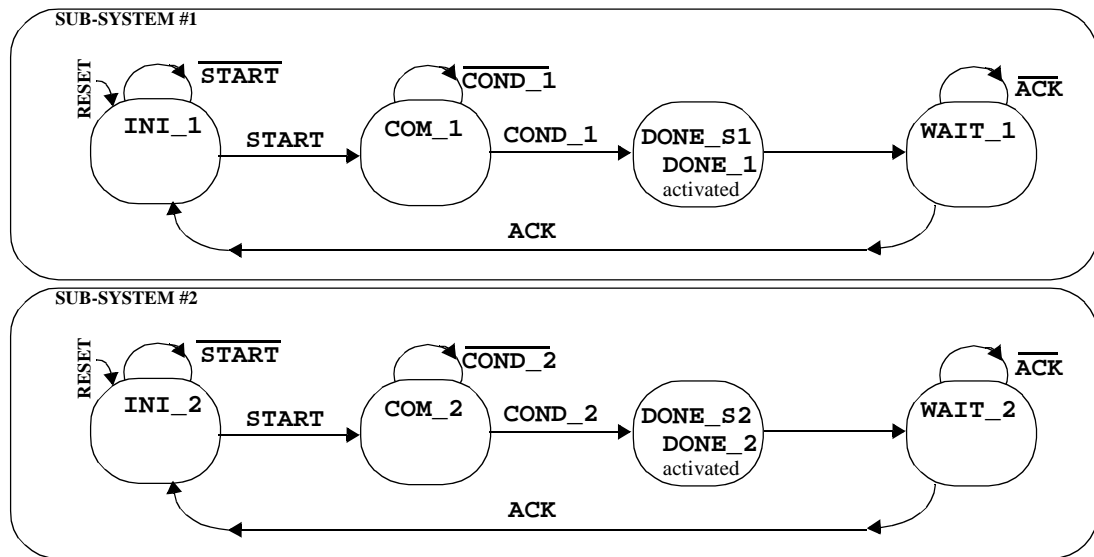 SUB-SYSTEM #1
RESET
START
COND_1
ACK
INI_1
START
COM_1
COND_1
DONE_S1
DONE_1
activated
WAIT_1
ACK
SUB-SYSTEM #2
RESET
START
COND_2
ACK
INI_2
START
COM_2
COND_2
DONE_S2
DONE_2
activated
WAIT_2
ACK